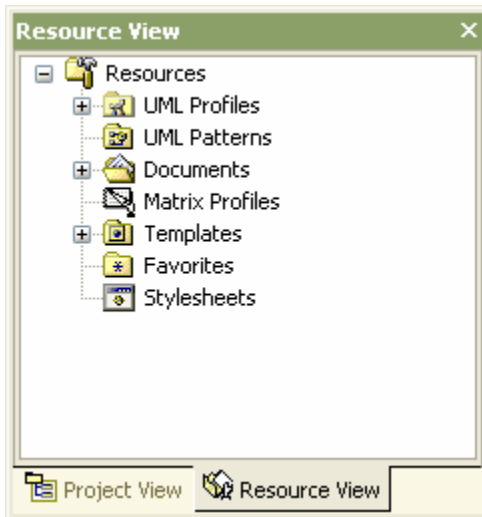 Resource View
Resources
UML Profiles
UML Patterns
Documents
Matrix Profiles
Templates
Favorites
Stylesheets
Project View Resource View